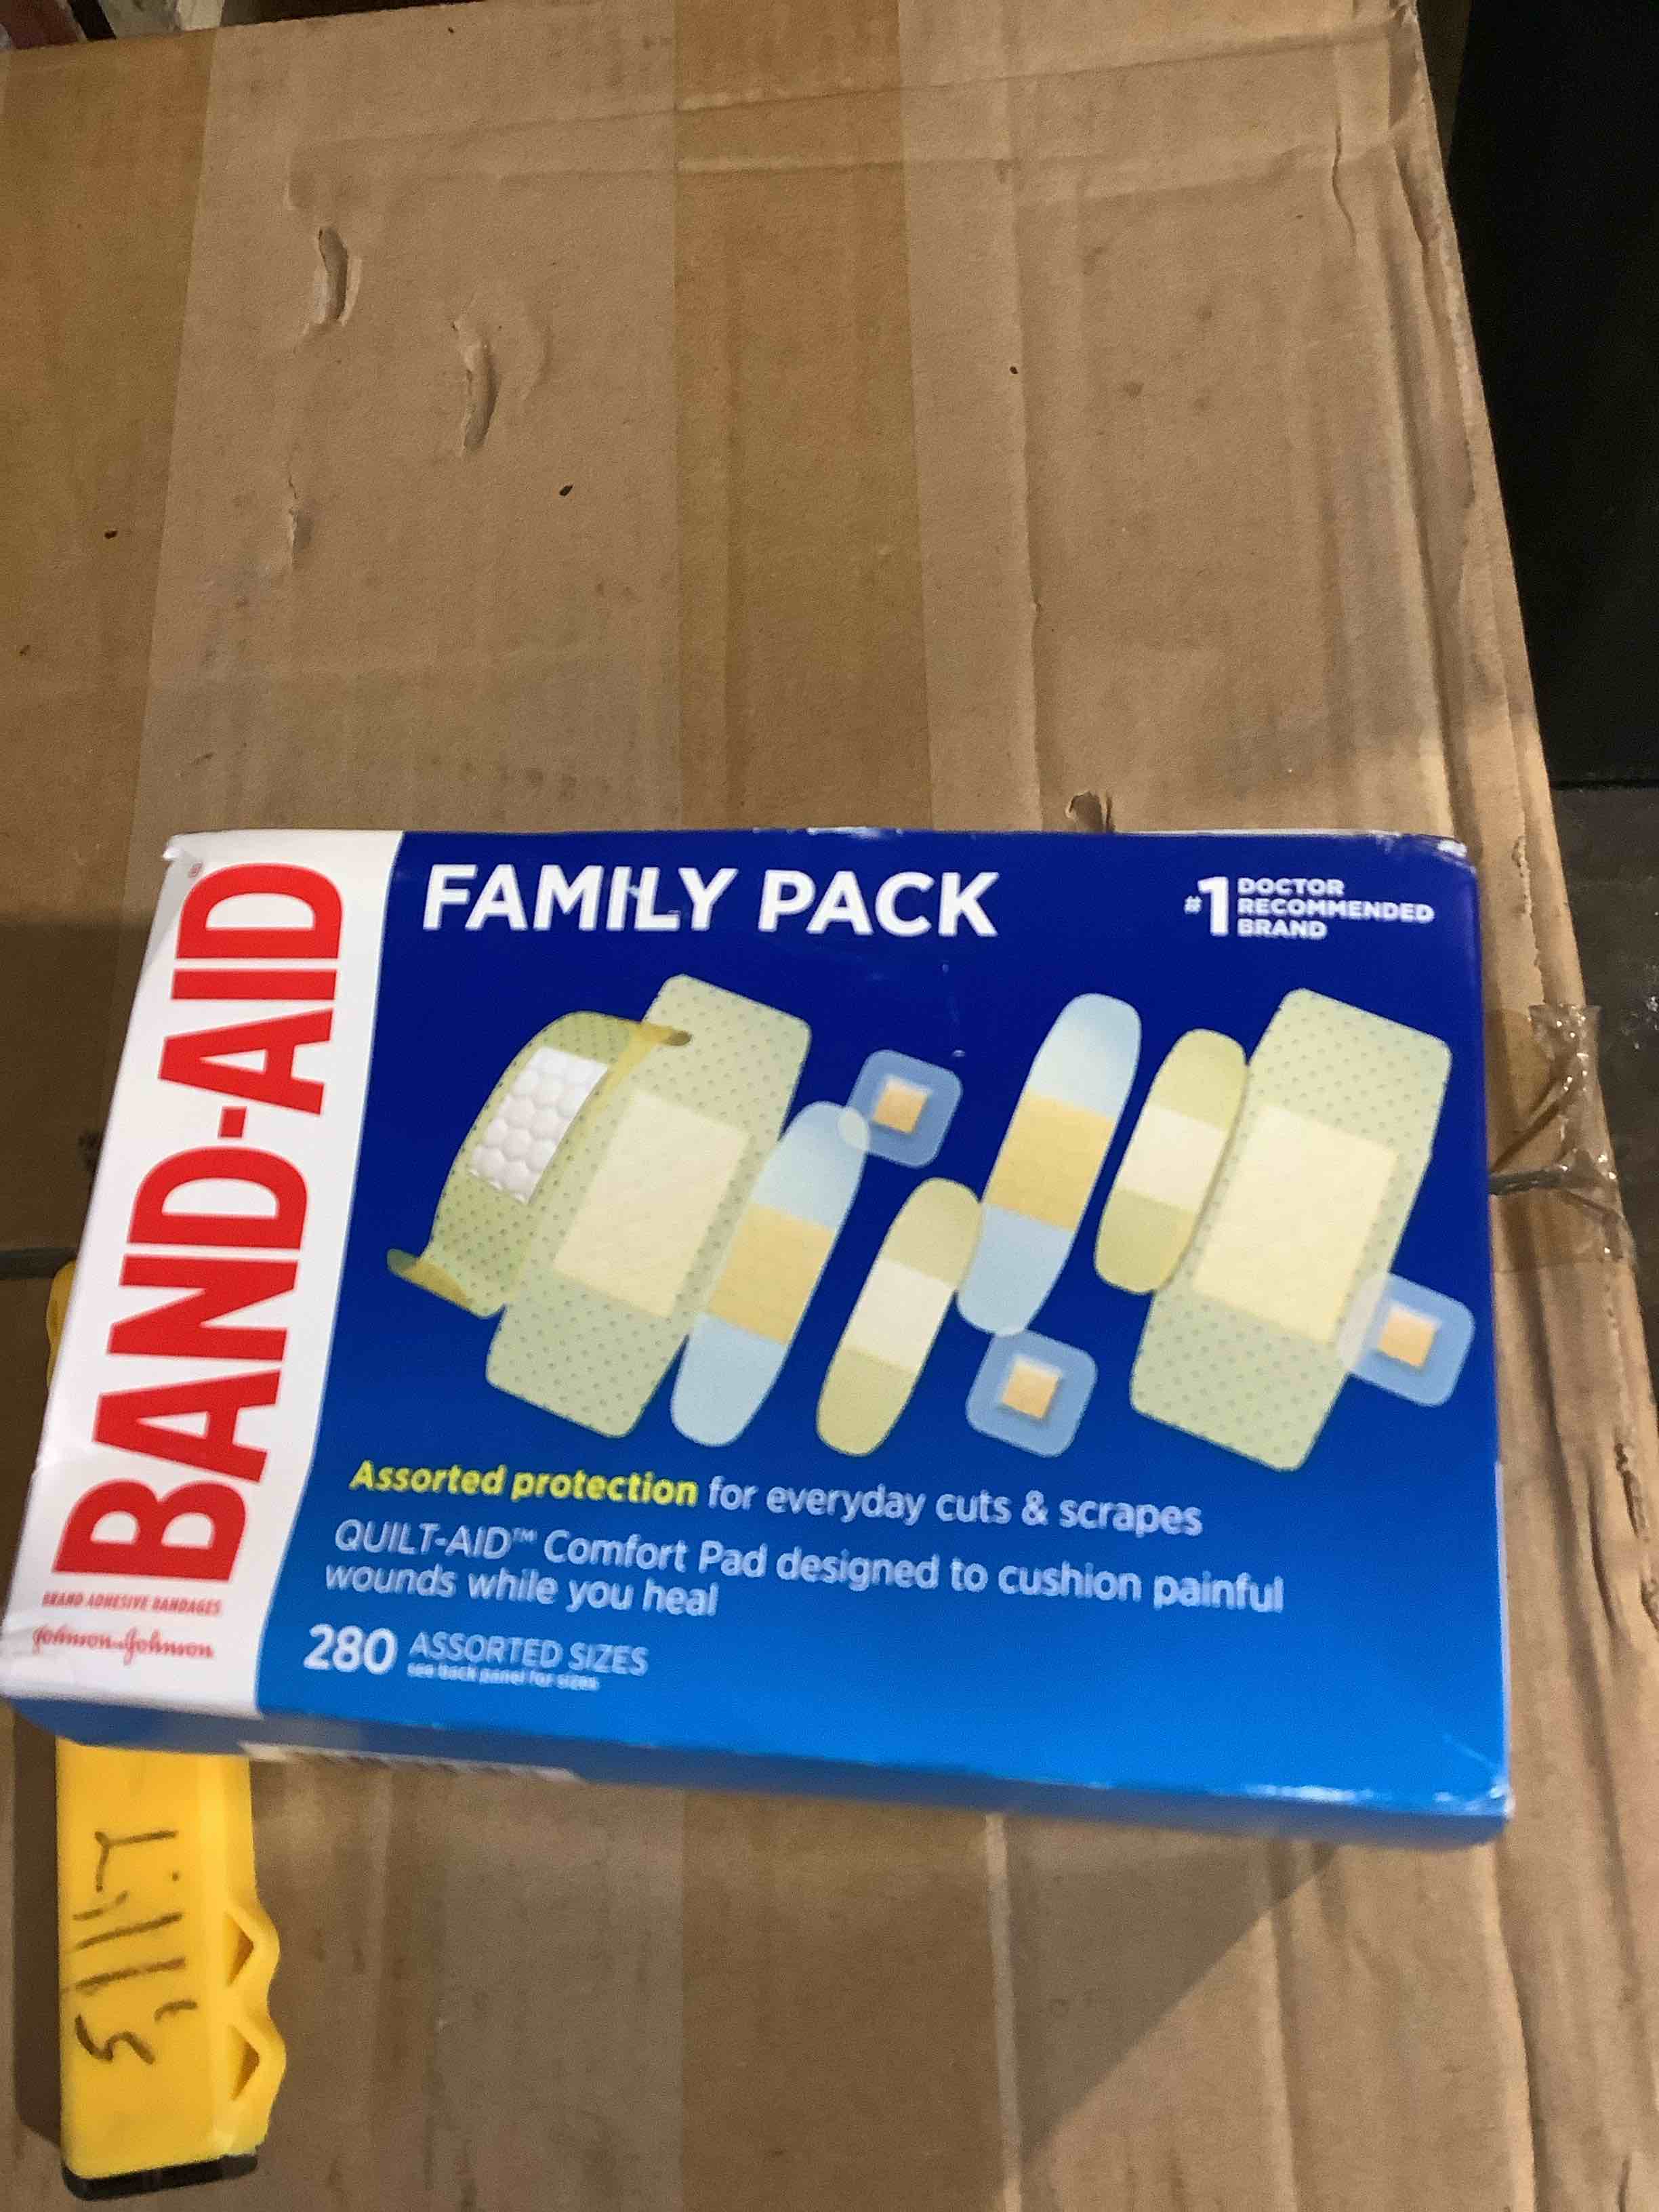 BAND-AID®
BRAND ADHESIVE BANDAGES
Johnson & Johnson
FAMILY PACK
#1 DOCTOR
RECOMMENDED
BRAND
Assorted protection for everyday cuts & scrapes
QUILT-AID™ Comfort Pad designed to cushion painful
wounds while you heal
280 ASSORTED SIZES
see back panel for sizes